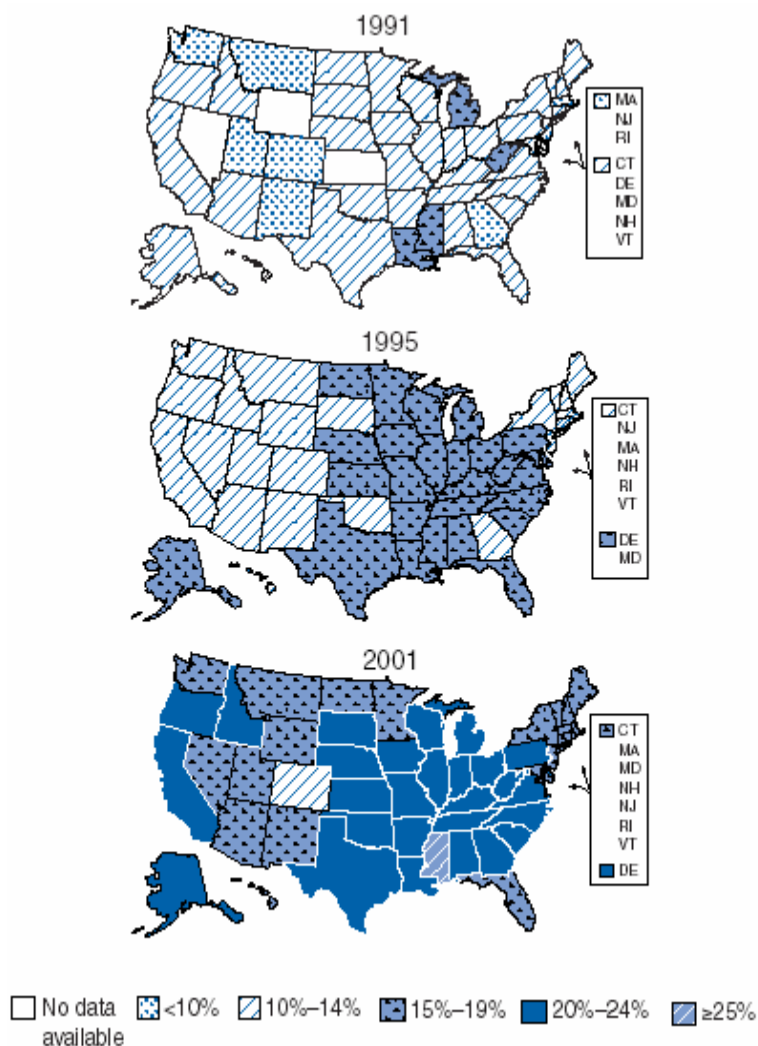 1991
MA
NJ
RI
CT
DE
MD
NH
VT
1995
CT
NJ
MA
NH
RI
VT
DE
MD
2001
CT
MA
MD
NH
NJ
RI
VT
DE
No data available
<10%
10%–14%
15%–19%
20%–24%
≥25%